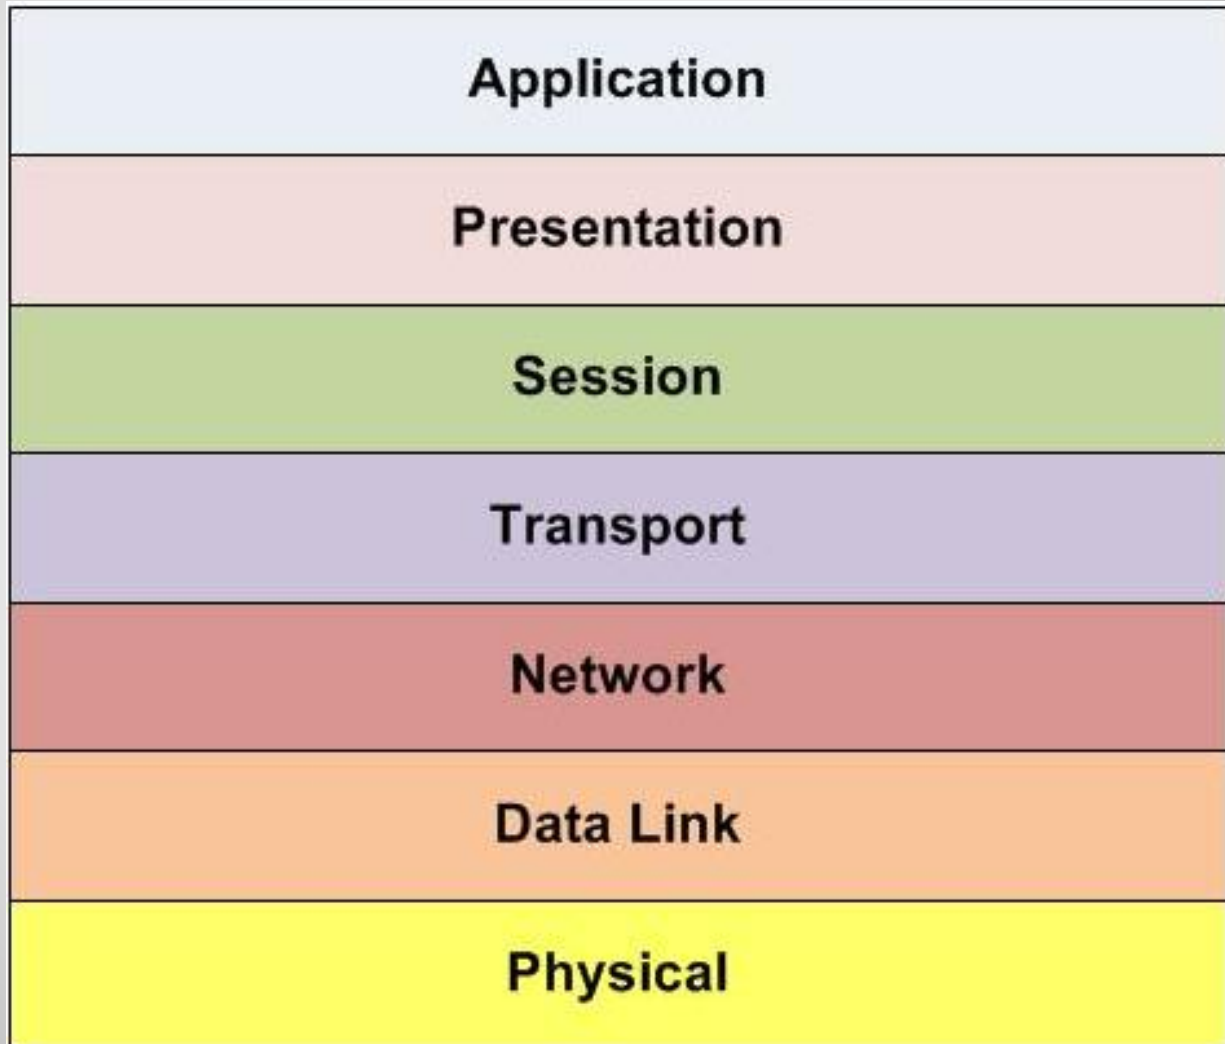 Application
Presentation
Session
Transport
Network
Data Link
Physical